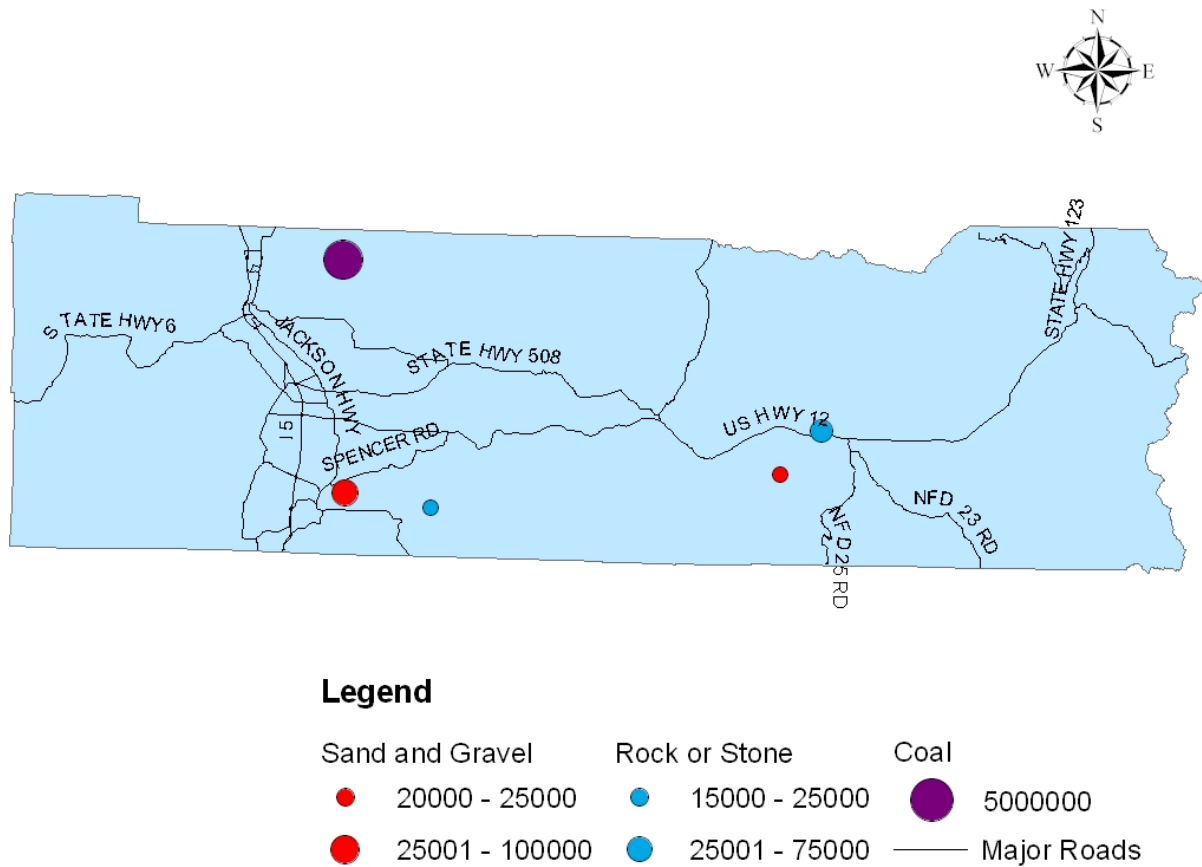 N
W E
S
STATE HWY 123
S TATE HWY 6
JACKSON HWY
STATE HWY 508
US HWY 12
I 5
SPENCER RD
NFD 23 RD
NF D 25 RD
Legend
Sand and Gravel Rock or Stone Coal
20000 - 25000 15000 - 25000 5000000
25001 - 100000 25001 - 75000 Major Roads